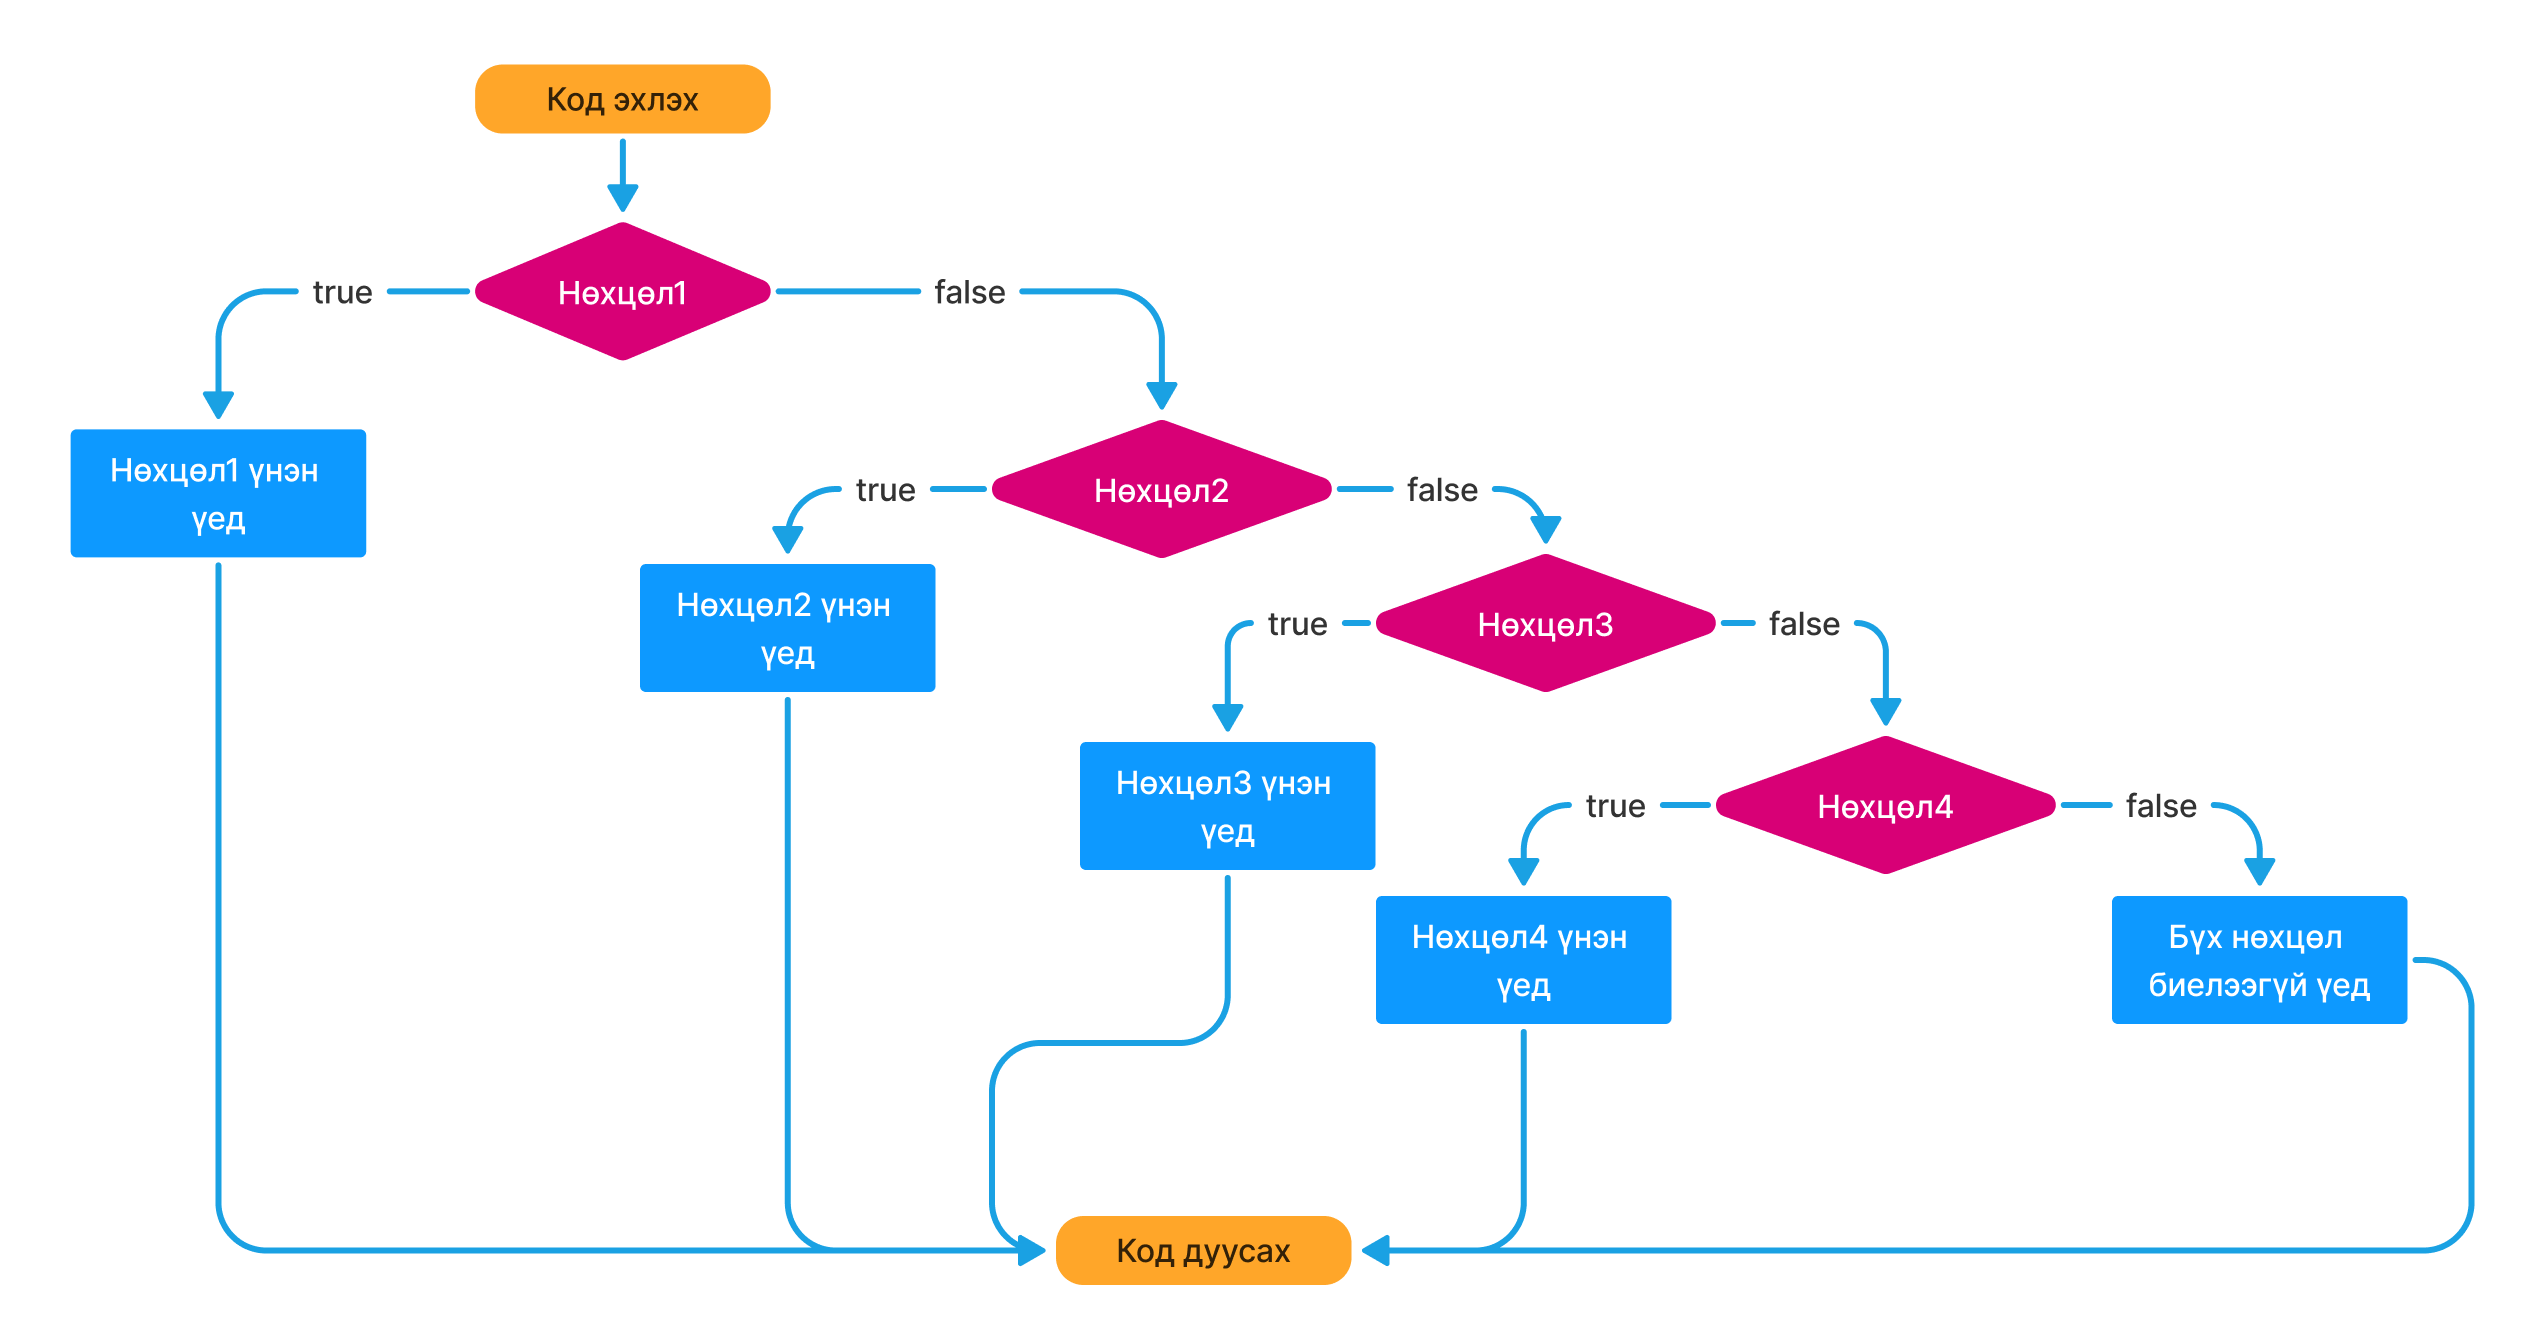 Код эхлэх
true
Нөхцөл1
false
Нөхцөл1 үнэн
үед
true
Нөхцөл2
false
Нөхцөл2 үнэн
үед
true
Нөхцөл3
false
Нөхцөл3 үнэн
үед
true
Нөхцөл4
false
Нөхцөл4 үнэн
үед
Бүх нөхцөл
биелээгүй үед
Код дуусах